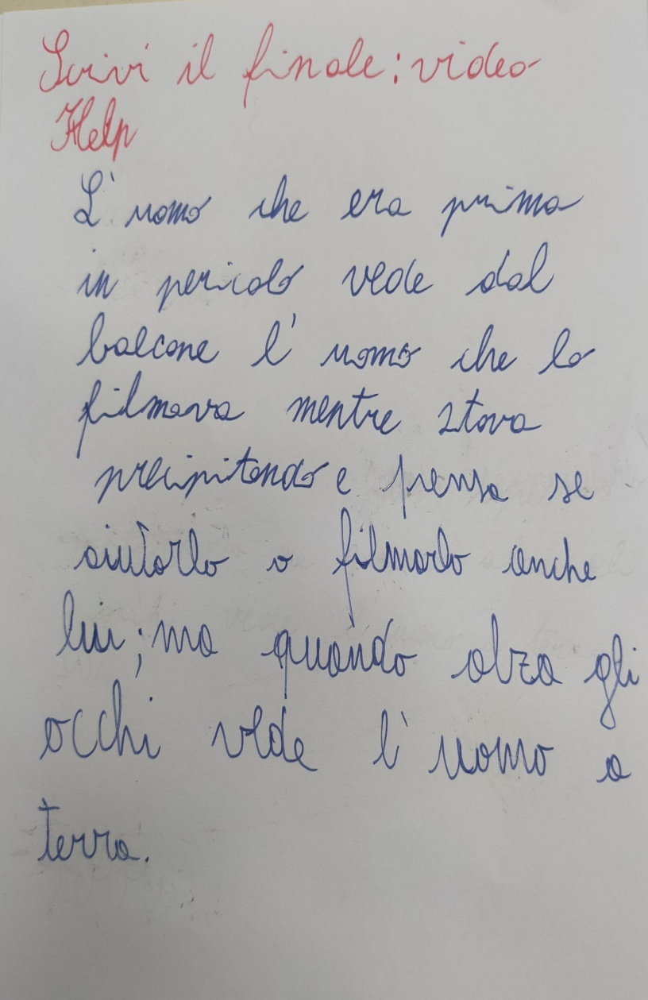 Scrivi il finale: video
Help
L'uomo che era prima
in pericolo vede dal
balcone l'uomo che lo
filmava mentre stava
precipitando e pensa se
aiutarlo o filmarlo anche
lui; ma quando alza gli
occhi vede l'uomo a
terra.